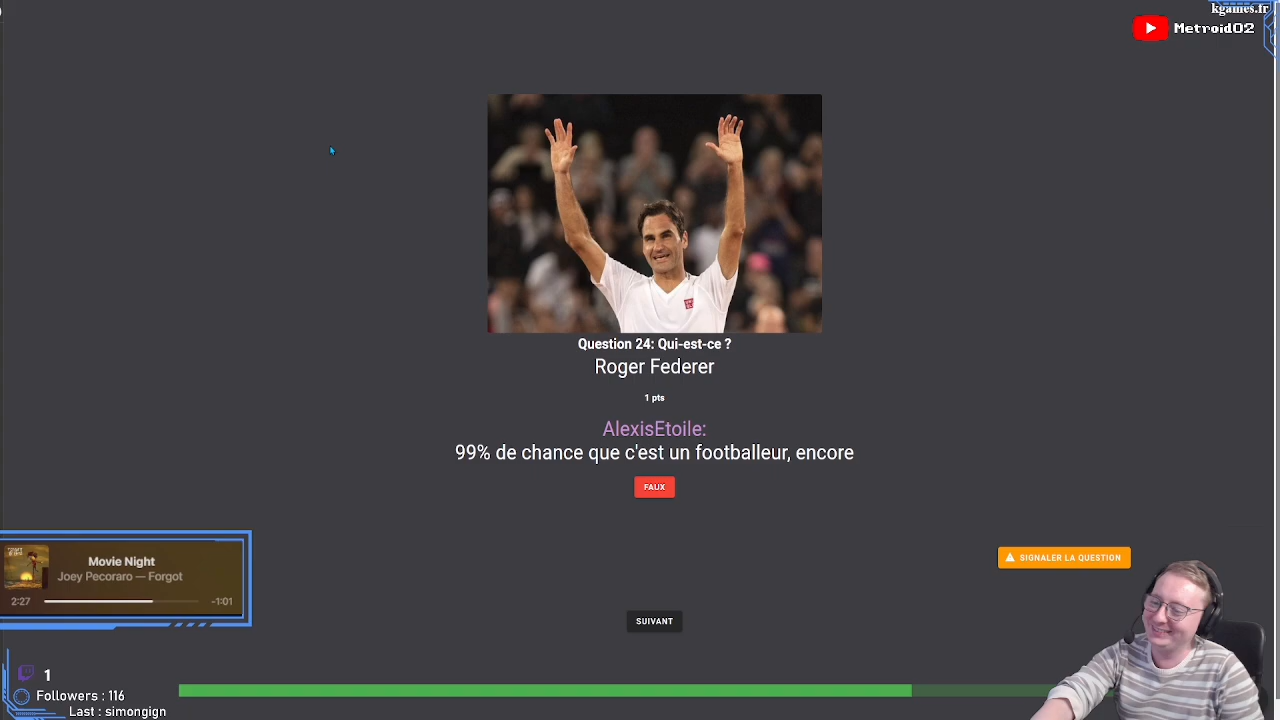 kgames.fr
Metroid02
Question 24: Qui-est-ce ?
Roger Federer
1 pts
AlexisEtoile:
99% de chance que c'est un footballeur, encore
FAUX
Movie Night
Joey Pecoraro — Forgot
2:27
-1:01
SIGNALER LA QUESTION
SUIVANT
1
Followers : 116
Last : simongign